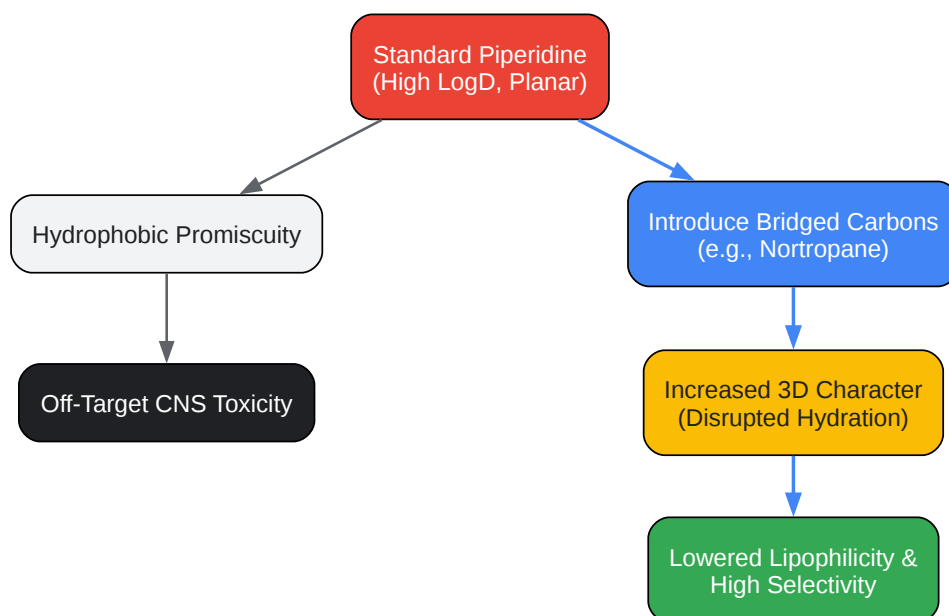 Standard Piperidine
(High LogD, Planar)
Hydrophobic Promiscuity
Introduce Bridged Carbons
(e.g., Nortropane)
Off-Target CNS Toxicity
Increased 3D Character
(Disrupted Hydration)
Lowered Lipophilicity &
High Selectivity